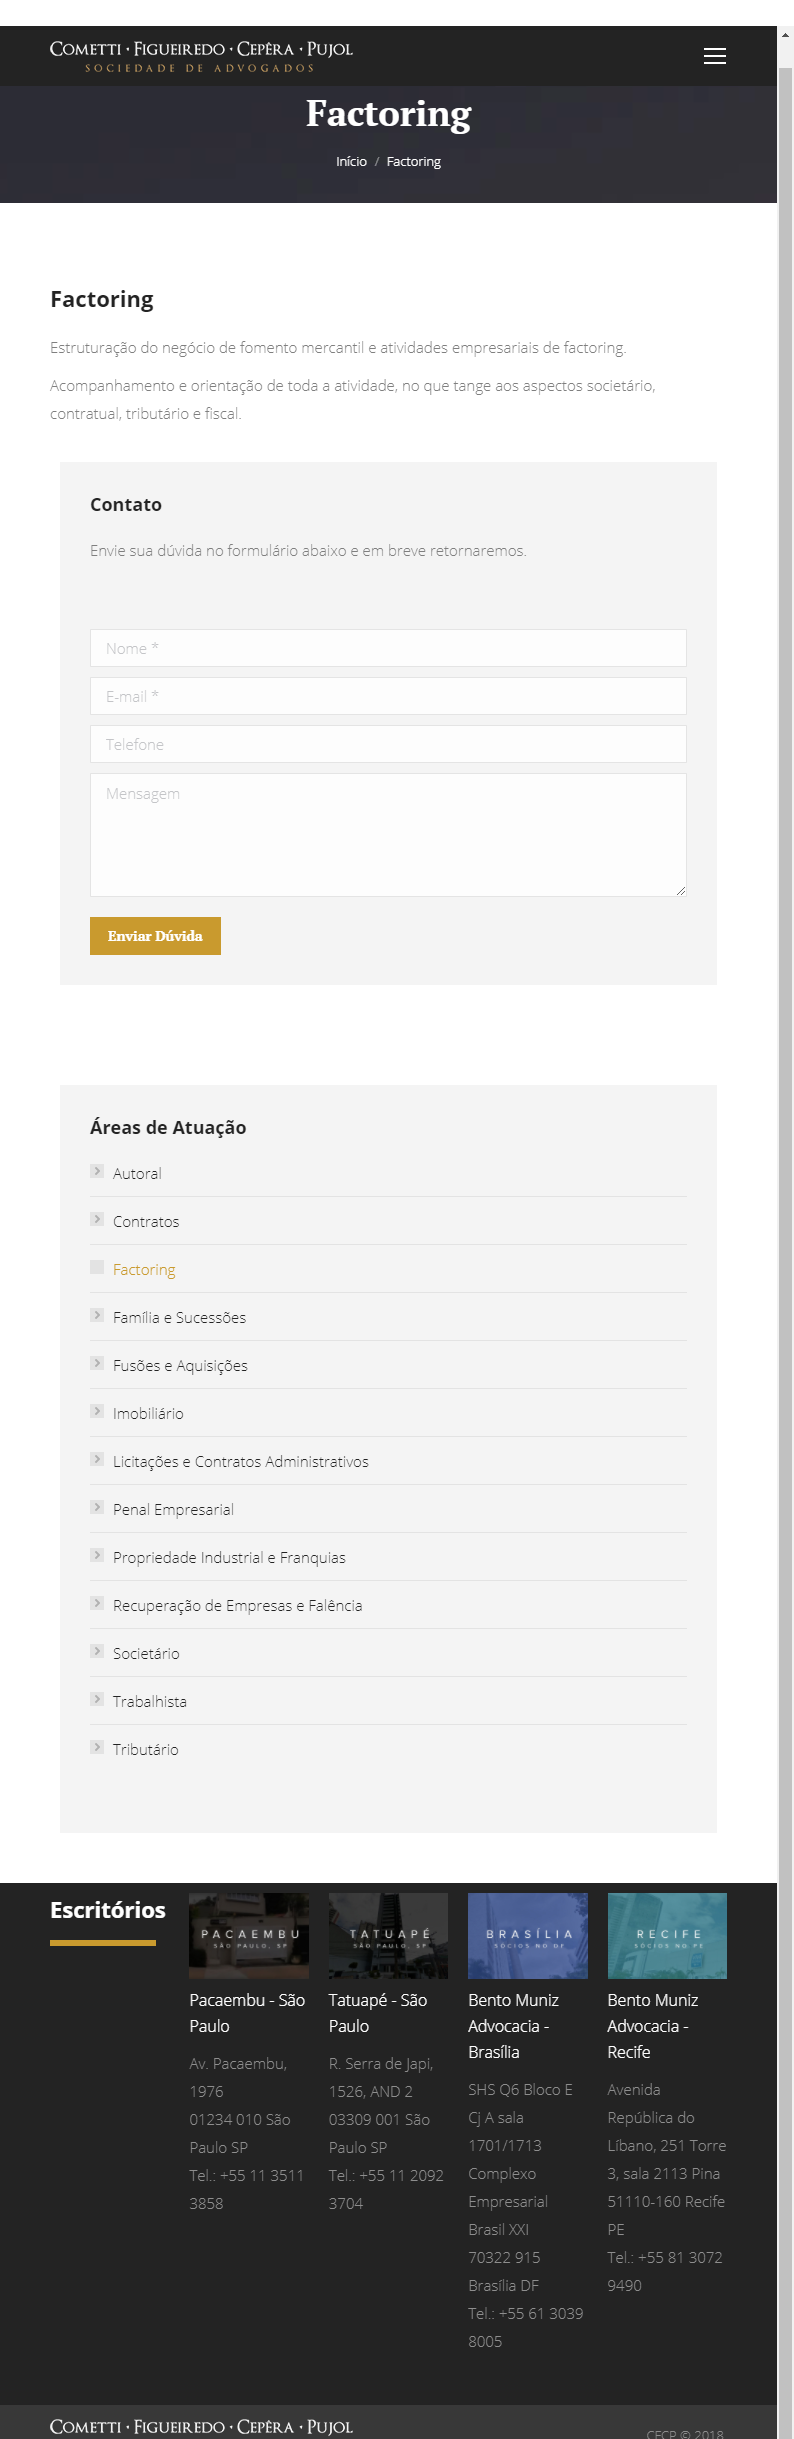 Cometti · Figueiredo · Cepêra · Pujol
SOCIEDADE DE ADVOGADOS
Factoring
Início / Factoring
Factoring
Estruturação do negócio de fomento mercantil e atividades empresariais de factoring.
Acompanhamento e orientação de toda a atividade, no que tange aos aspectos societário,
contratual, tributário e fiscal.
Contato
Envie sua dúvida no formulário abaixo e em breve retornaremos.
Nome *
E-mail *
Telefone
Mensagem
Enviar Dúvida
Áreas de Atuação
Autoral
Contratos
Factoring
Família e Sucessões
Fusões e Aquisições
Imobiliário
Licitações e Contratos Administrativos
Penal Empresarial
Propriedade Industrial e Franquias
Recuperação de Empresas e Falência
Societário
Trabalhista
Tributário
Escritórios
PACAEMBU
SÃO PAULO, SP
Pacaembu - São
Paulo
Av. Pacaembu,
1976
01234 010 São
Paulo SP
Tel.: +55 11 3511
3858
TATUAPÉ
SÃO PAULO, SP
Tatuapé - São
Paulo
R. Serra de Japi,
1526, AND 2
03309 001 São
Paulo SP
Tel.: +55 11 2092
3704
BRASÍLIA
SÓCIOS NO DF
Bento Muniz
Advocacia -
Brasília
SHS Q6 Bloco E
Cj A sala
1701/1713
Complexo
Empresarial
Brasil XXI
70322 915
Brasília DF
Tel.: +55 61 3039
8005
RECIFE
SÓCIOS NO PE
Bento Muniz
Advocacia -
Recife
Avenida
República do
Líbano, 251 Torre
3, sala 2113 Pina
51110-160 Recife
PE
Tel.: +55 81 3072
9490
Cometti · Figueiredo · Cepêra · Pujol
CFCP © 2018